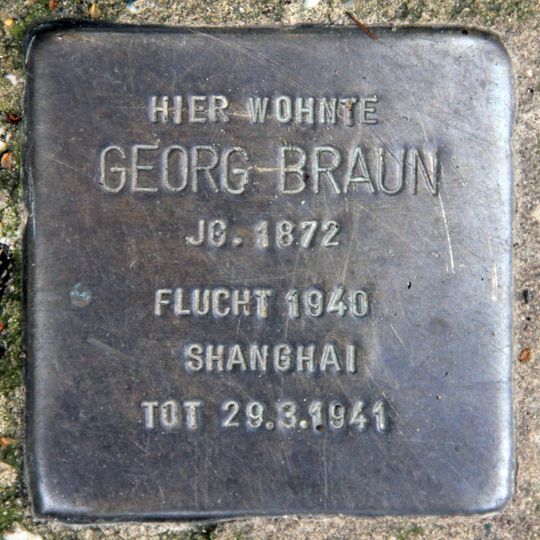 HIER WOHNTE
GEORG BRAUN
JG. 1872
FLUCHT 1940
SHANGHAI
TOT 29.3.1941